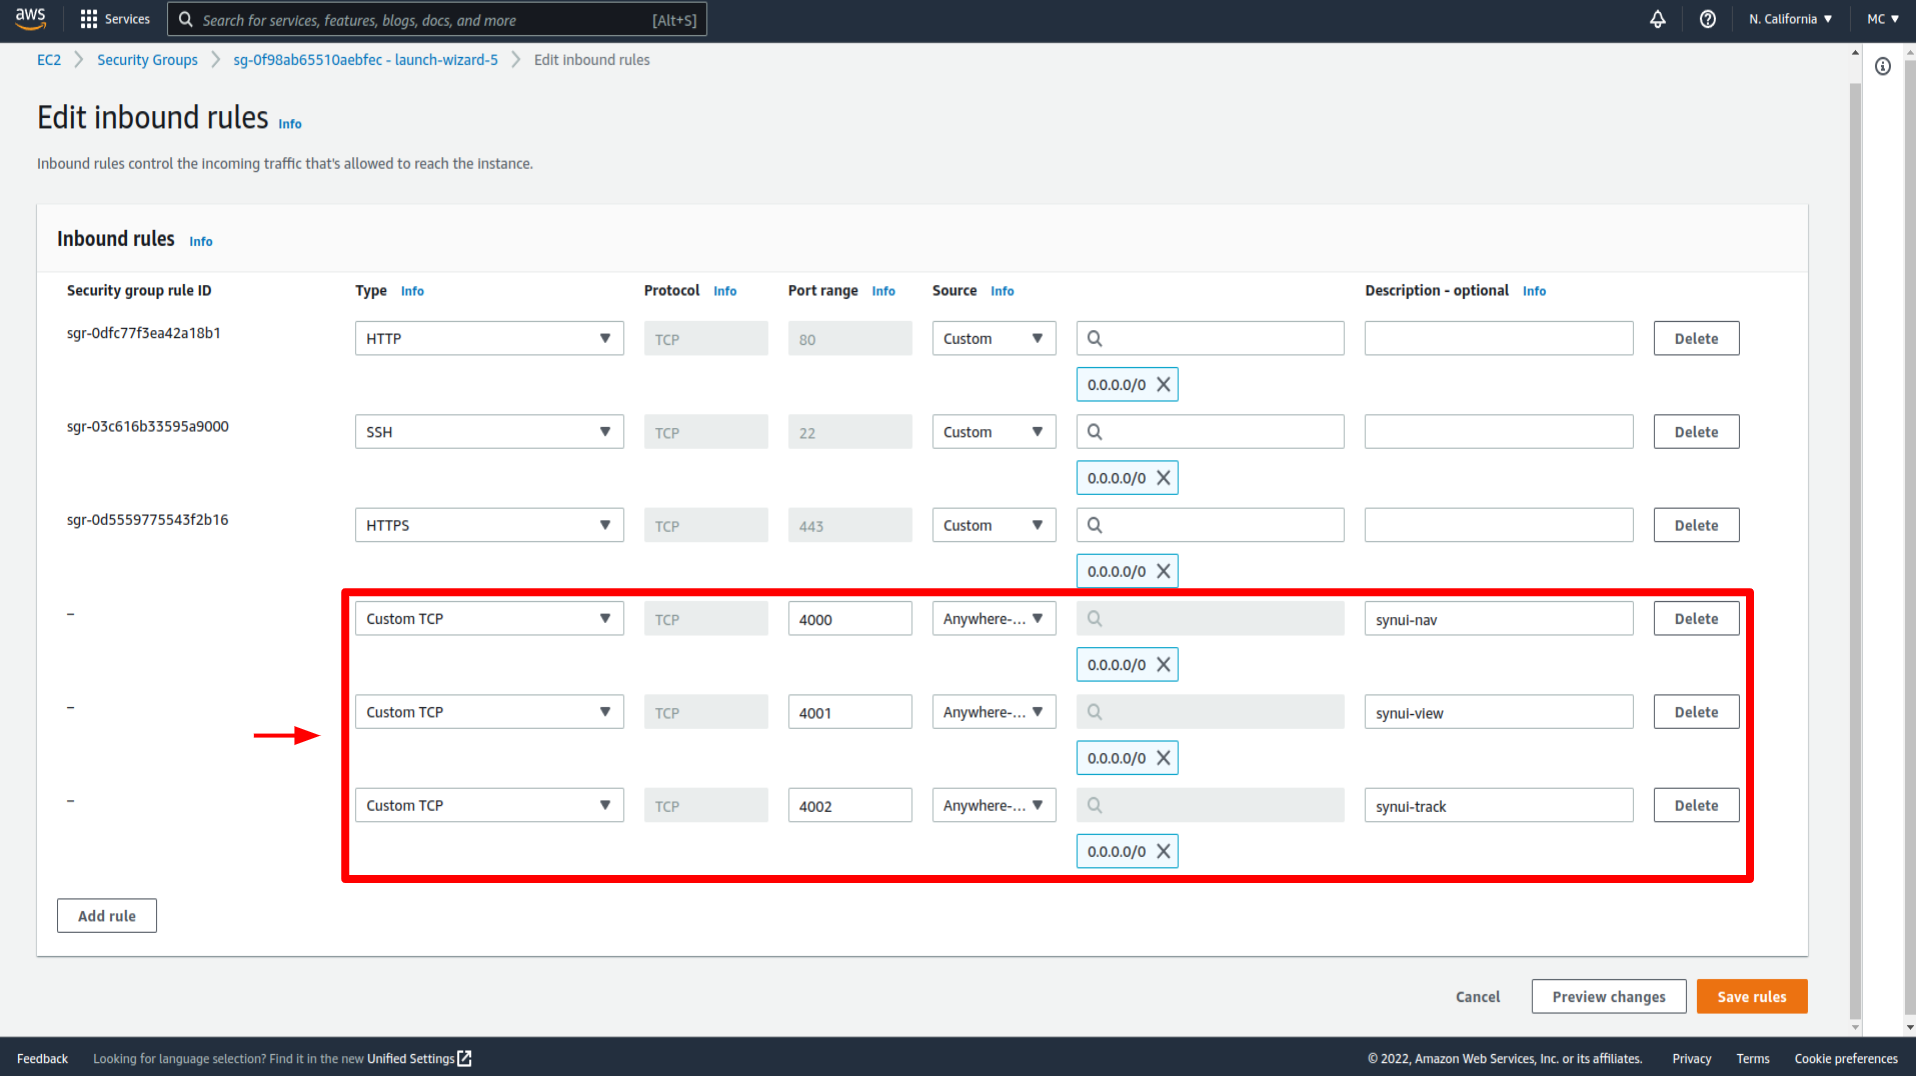 aws Services Search for services, features, blogs, docs, and more [Alt+S] N. California MC
EC2 Security Groups sg-0f98ab65510aebfec - launch-wizard-5 Edit inbound rules
Edit inbound rules Info
Inbound rules control the incoming traffic that's allowed to reach the instance.
Inbound rules Info
Security group rule ID Type Info Protocol Info Port range Info Source Info Description - optional Info
sgr-0dfc77f3ea42a18b1 HTTP TCP 80 Custom Delete
0.0.0.0/0
sgr-03c616b33595a9000 SSH TCP 22 Custom Delete
0.0.0.0/0
sgr-0d5559775543f2b16 HTTPS TCP 443 Custom Delete
0.0.0.0/0
– Custom TCP TCP 4000 Anywhere-... synui-nav Delete
0.0.0.0/0
– Custom TCP TCP 4001 Anywhere-... synui-view Delete
0.0.0.0/0
– Custom TCP TCP 4002 Anywhere-... synui-track Delete
0.0.0.0/0
Add rule
Cancel Preview changes Save rules
Feedback Looking for language selection? Find it in the new Unified Settings © 2022, Amazon Web Services, Inc. or its affiliates. Privacy Terms Cookie preferences